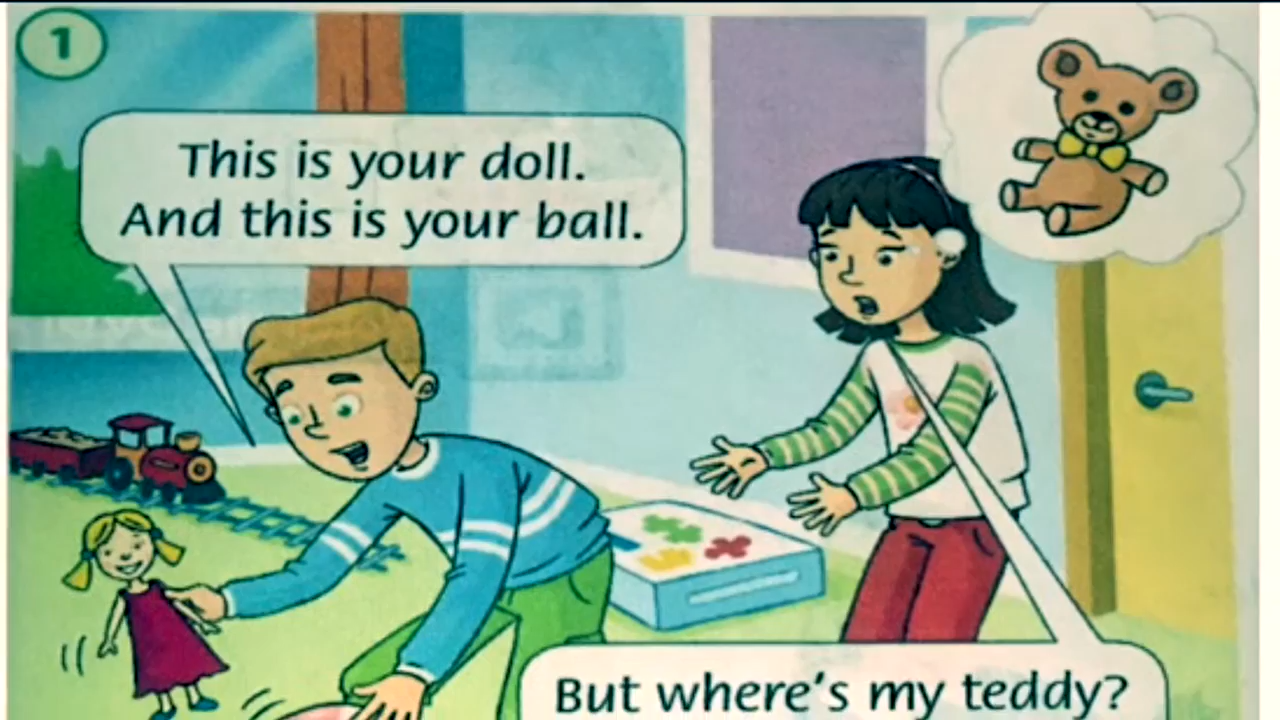 1
This is your doll.
And this is your ball.
But where's my teddy?